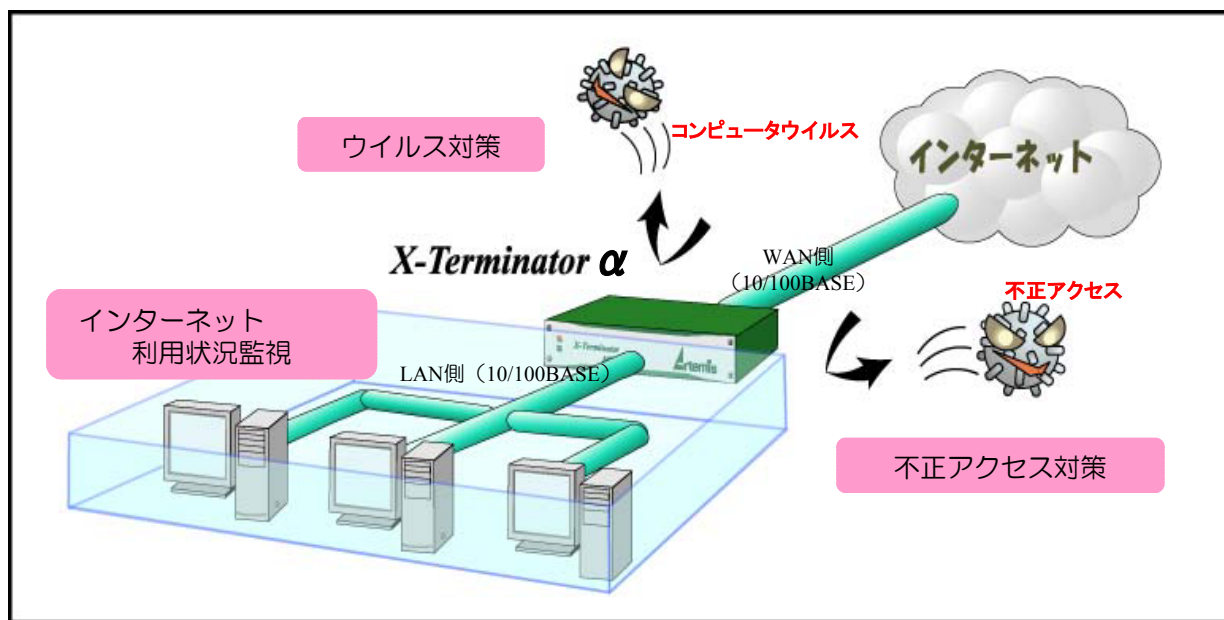 ウイルス対策
コンピュータウイルス
インターネット
X-Terminator α
WAN側
（10/100BASE）
不正アクセス
インターネット
利用状況監視
X-Terminator
Artemis
LAN側（10/100BASE）
不正アクセス対策